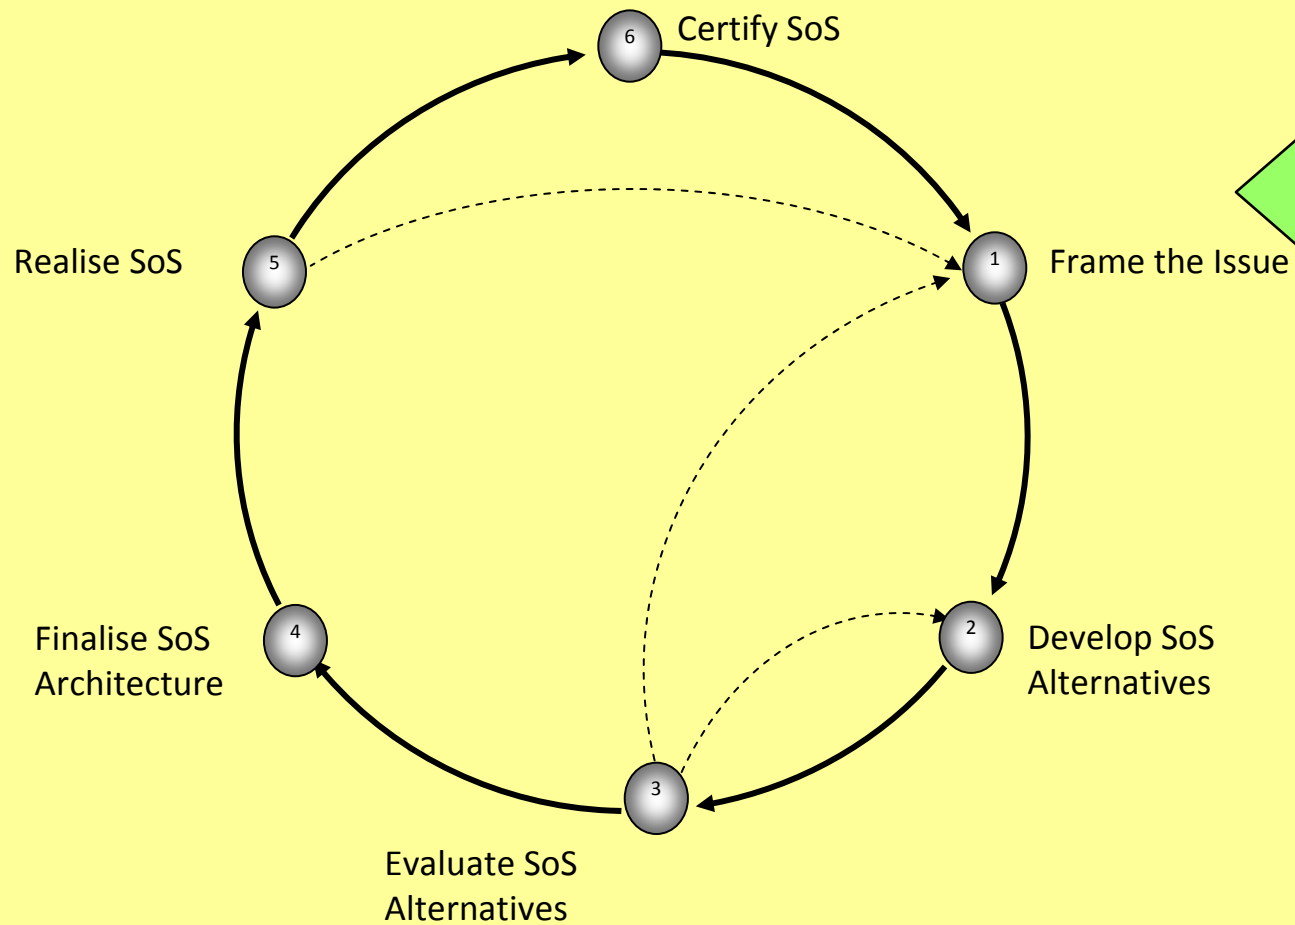 6
Certify SoS
1
Frame the Issue
2
Develop SoS
Alternatives
3
Evaluate SoS
Alternatives
4
Finalise SoS
Architecture
5
Realise SoS